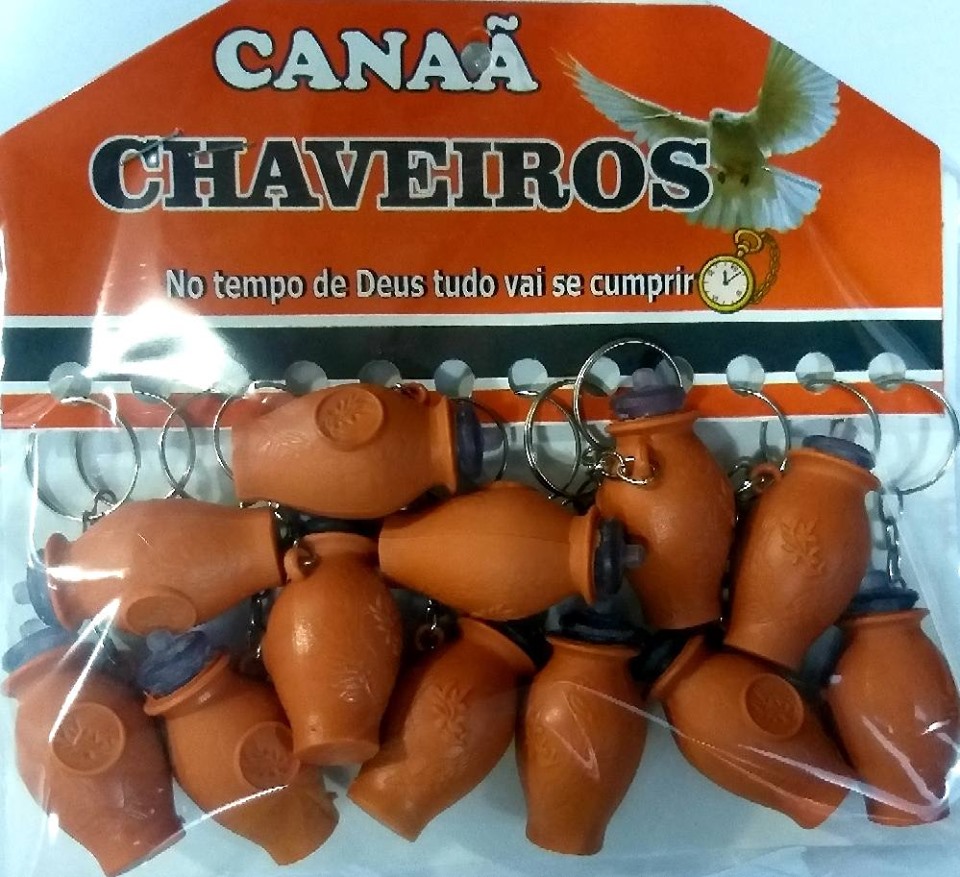 CANAÃ
CHAVEIROS
No tempo de Deus tudo vai se cumprir